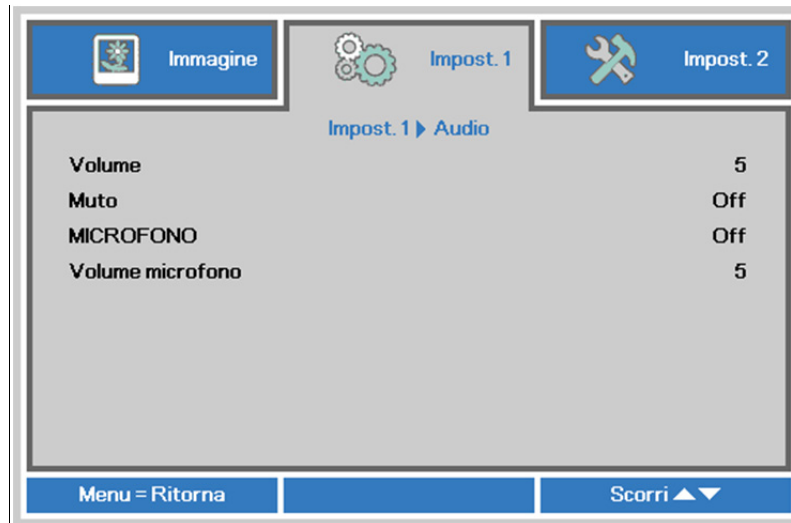 Immagine Impost. 1 Impost. 2
Impost. 1 Audio
Volume 5
Muto Off
MICROFONO Off
Volume microfono 5
Menu = Ritorna Scorri